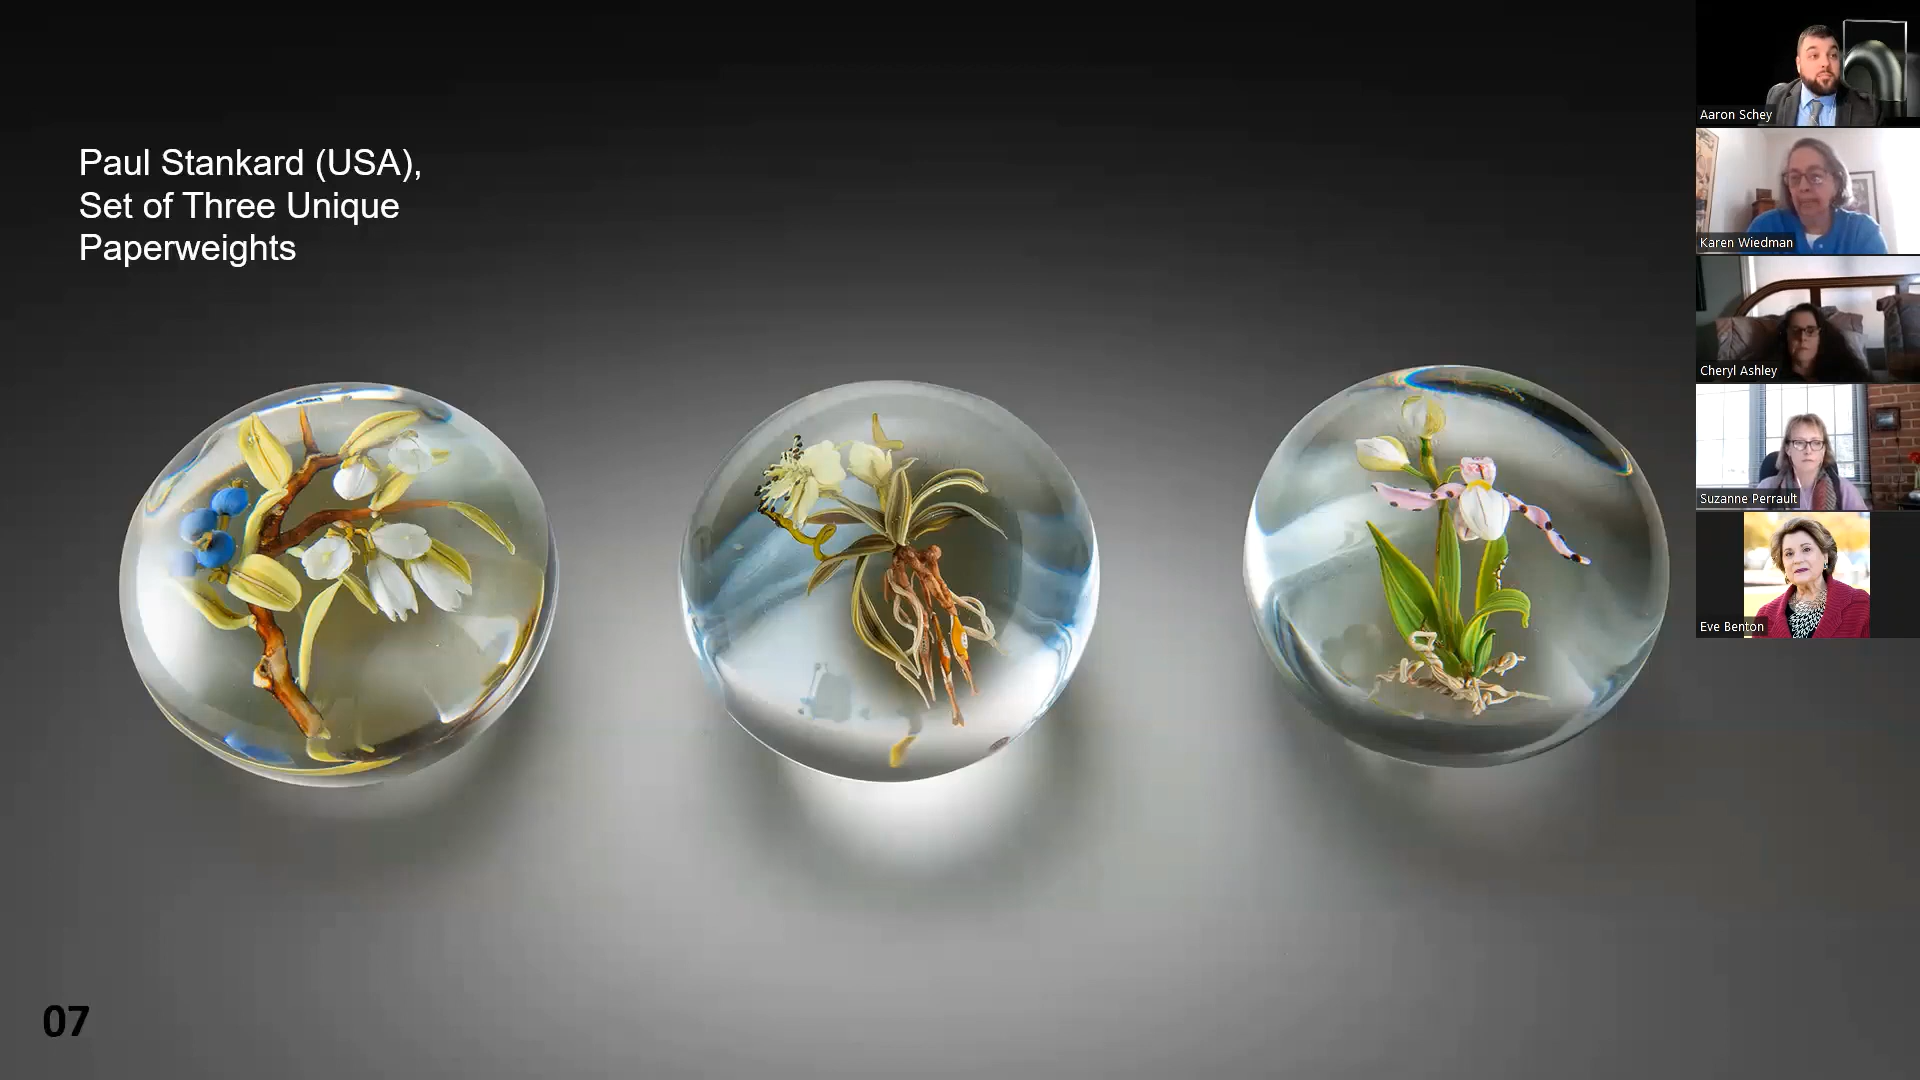 Paul Stankard (USA),
Set of Three Unique
Paperweights
07
Aaron Schey
Karen Wiedman
Cheryl Ashley
Suzanne Perrault
Eve Benton